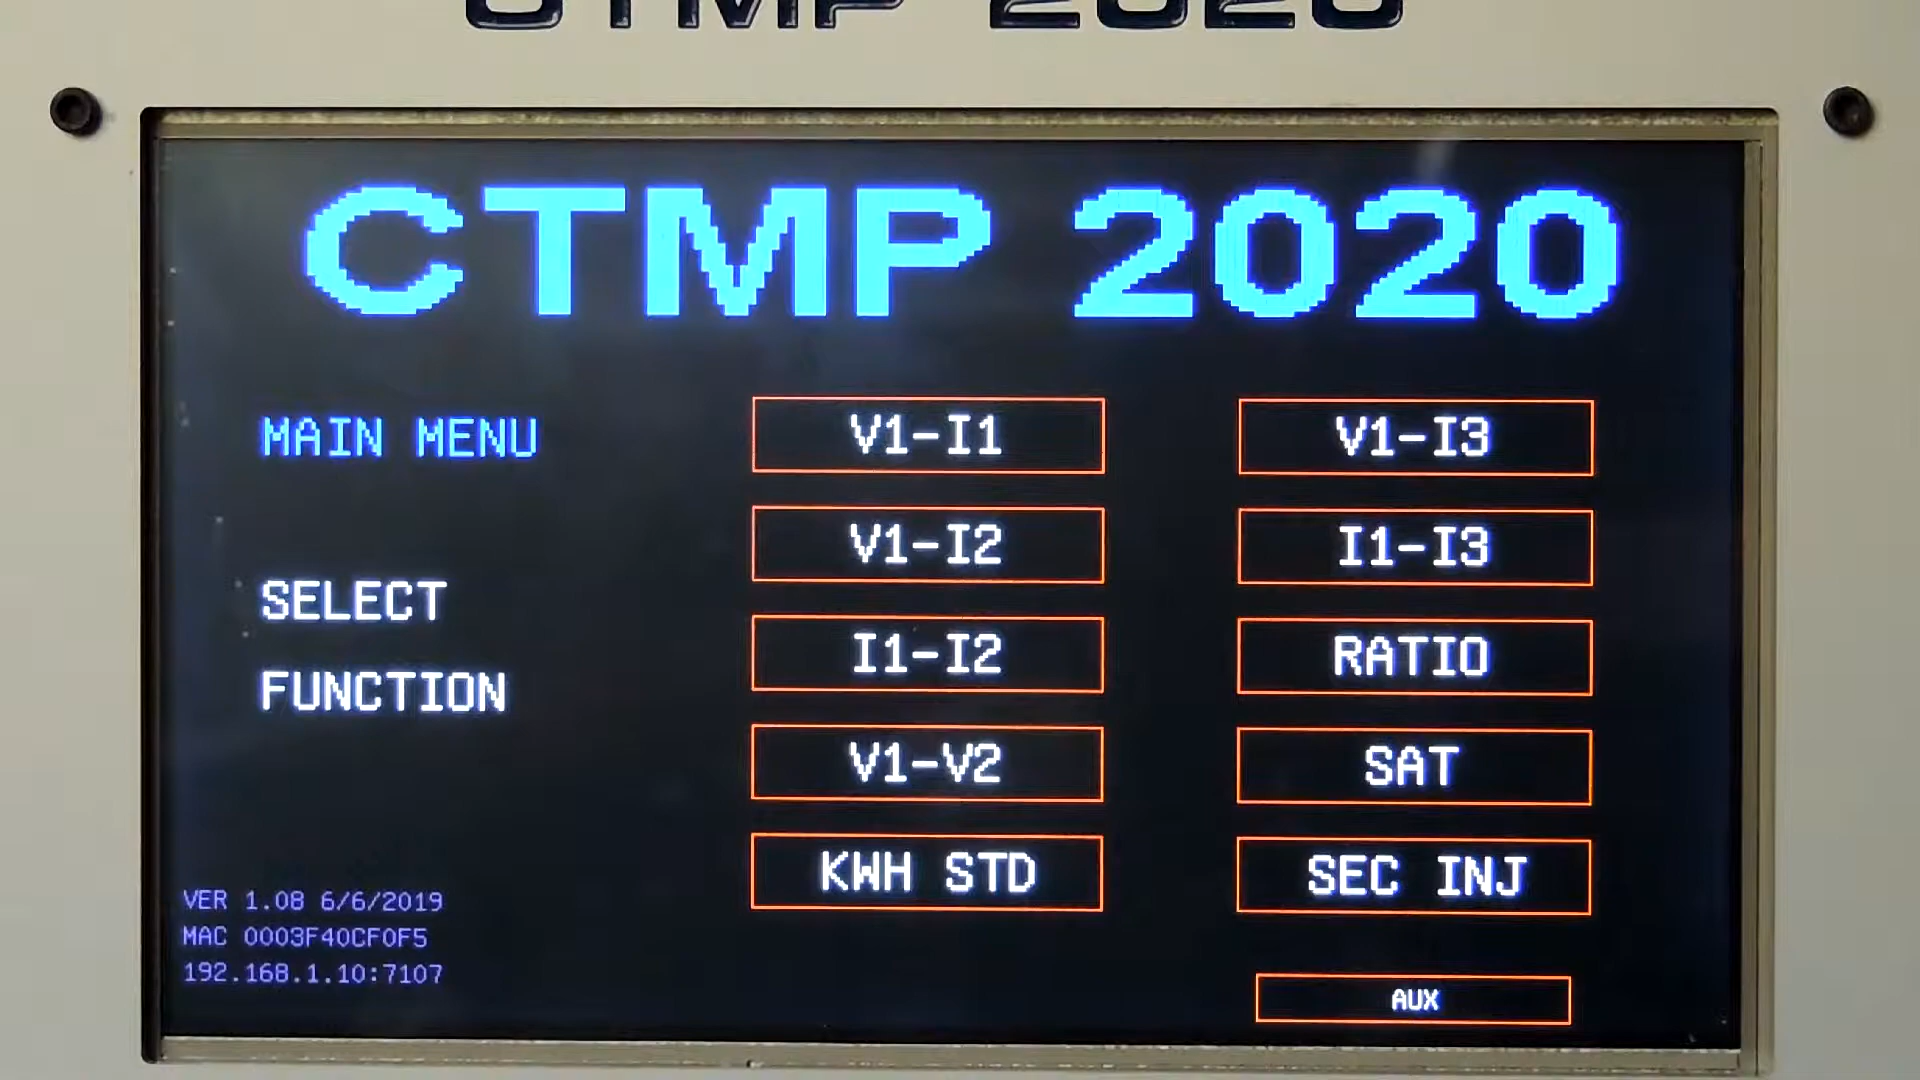 CTMP 2020
CTMP 2020
MAIN MENU
SELECT
FUNCTION
V1-I1
V1-I3
V1-I2
I1-I3
I1-I2
RATIO
V1-V2
SAT
KWH STD
SEC INJ
AUX
VER 1.08 6/6/2019
MAC 0003F40CF0F5
192.168.1.10:7107